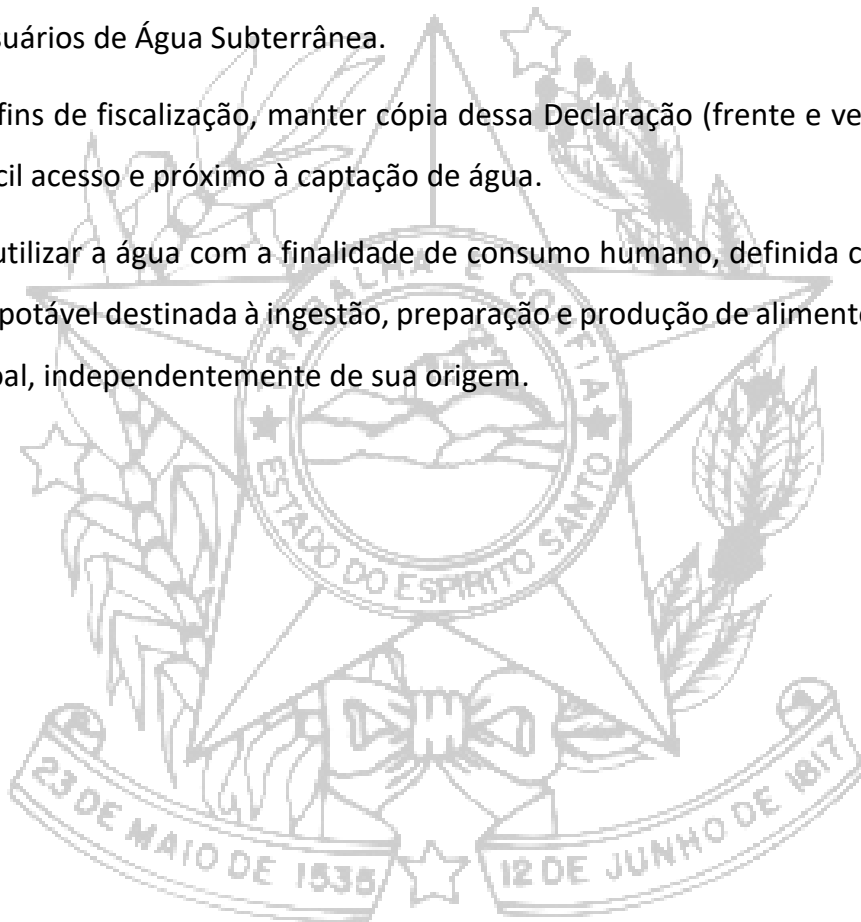 suários de Água Subterrânea.
fins de fiscalização, manter cópia dessa Declaração (frente e ve
cil acesso e próximo à captação de água.
utilizar a água com a finalidade de consumo humano, definida c
potável destinada à ingestão, preparação e produção de aliment
oal, independentemente de sua origem.
TRABALHA E CONFIA
ESTADO DO ESPIRITO SANTO
23 DE MAIO DE 1535
12 DE JUNHO DE 1817